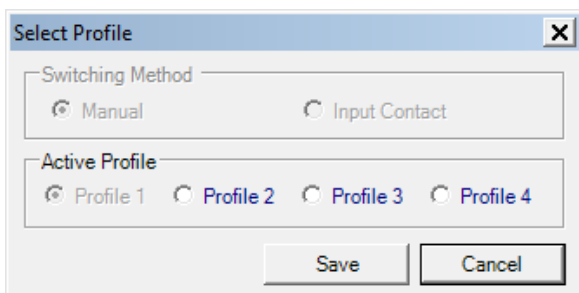 Select Profile
Switching Method
Manual Input Contact
Active Profile
Profile 1 Profile 2 Profile 3 Profile 4
Save Cancel